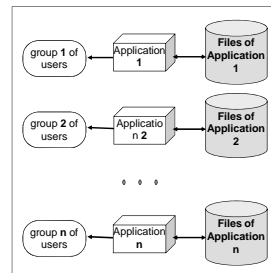 group 1 of
users
Application
1
Files of
Application
1
group 2 of
users
Applicatio
n 2
Files of
Application
2
group n of
users
Application
n
Files of
Application
n